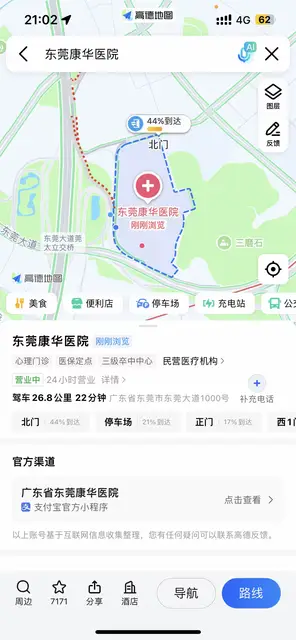 21:02
高德地图
4G
62
东莞康华医院
AI
图层
反馈
44%到达
北门
东莞康华医院
刚刚浏览
东莞大道
东莞大道莞太立交桥
三磨石
高德地图
美食
便利店
停车场
充电站
公交
东莞康华医院
刚刚浏览
心理门诊 医保定点 三级卒中中心 民营医疗机构 >
营业中 24小时营业 详情 >
驾车26.8公里 22分钟 广东省东莞市东莞大道1000号
补充电话
北门 44%到达 停车场 21%到达 正门 17%到达 西1门
官方渠道
广东省东莞康华医院
支付宝官方小程序
点击查看 >
以上账号基于互联网信息收集整理，您有任何疑问可以联系高德反馈。
周边
7171
分享
酒店
导航
路线